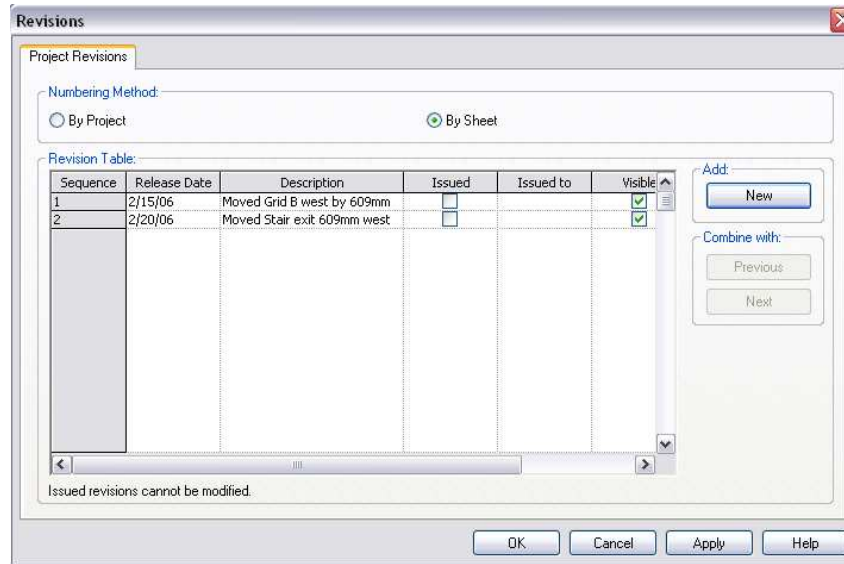 Revisions
Project Revisions
Numbering Method:
By Project
By Sheet
Revision Table:
Sequence Release Date Description Issued Issued to Visible
1 2/15/06 Moved Grid B west by 609mm
2 2/20/06 Moved Stair exit 609mm west
Add:
New
Combine with:
Previous
Next
Issued revisions cannot be modified.
OK Cancel Apply Help